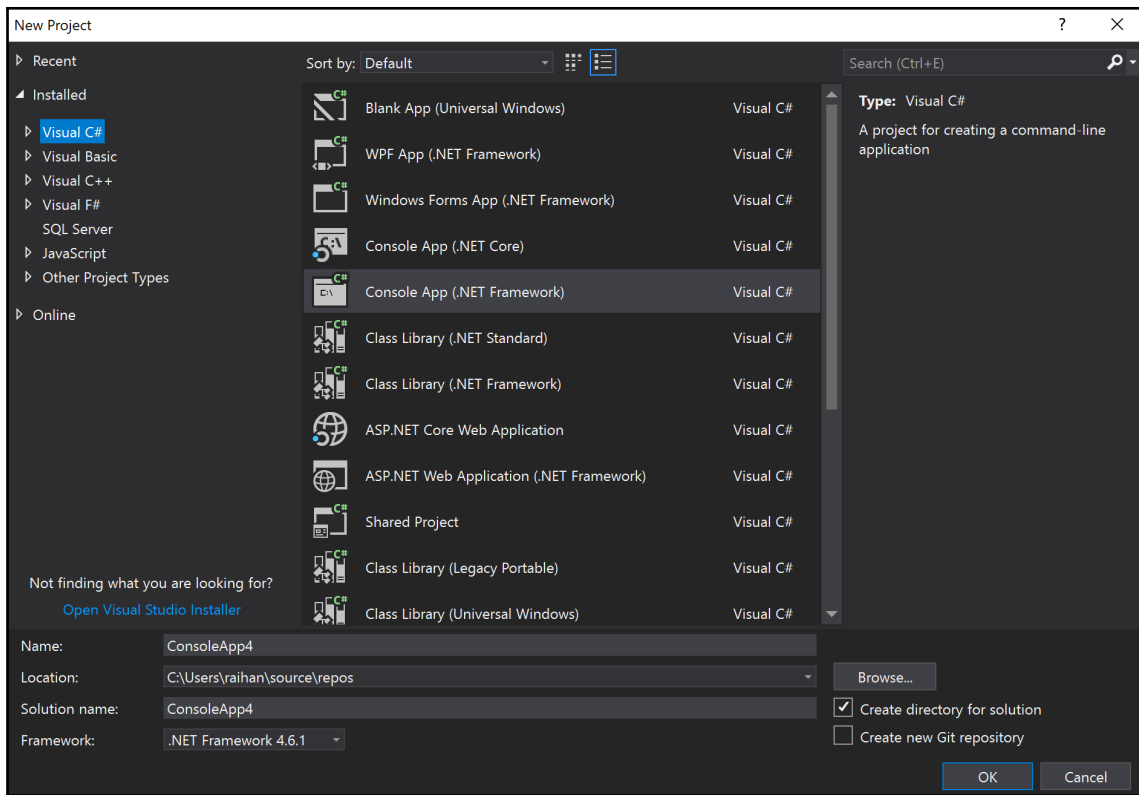 New Project
? 
Recent
Installed
Visual C#
Visual Basic
Visual C++
Visual F#
SQL Server
JavaScript
Other Project Types
Online
Not finding what you are looking for?
Open Visual Studio Installer
Sort by: Default
C# Blank App (Universal Windows) Visual C#
C# WPF App (.NET Framework) Visual C#
C# Windows Forms App (.NET Framework) Visual C#
C# C:\ Console App (.NET Core) Visual C#
C# C:\ Console App (.NET Framework) Visual C#
C# Class Library (.NET Standard) Visual C#
C# Class Library (.NET Framework) Visual C#
ASP.NET Core Web Application Visual C#
ASP.NET Web Application (.NET Framework) Visual C#
C# Shared Project Visual C#
C# Class Library (Legacy Portable) Visual C#
C# Class Library (Universal Windows) Visual C#
Search (Ctrl+E)
Type: Visual C#
A project for creating a command-line
application
Name: ConsoleApp4
Location: C:\Users\raihan\source\repos
Browse...
Solution name: ConsoleApp4
Create directory for solution
Framework: .NET Framework 4.6.1
Create new Git repository
OK Cancel